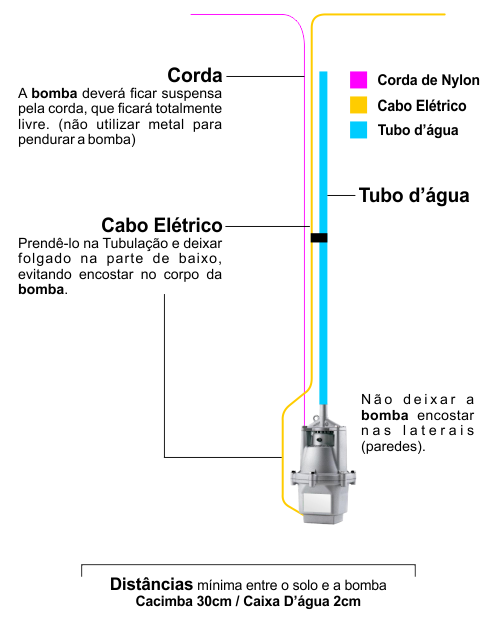 Corda
A bomba deverá ficar suspensa
pela corda, que ficará totalmente
livre. (não utilizar metal para
pendurar a bomba)
Corda de Nylon
Cabo Elétrico
Tubo d'água
Tubo d'água
Cabo Elétrico
Prendê-lo na Tubulação e deixar
folgado na parte de baixo,
evitando encostar no corpo da
bomba.
Não deixar a
bomba encostar
nas laterais
(paredes).
Distâncias mínima entre o solo e a bomba
Cacimba 30cm / Caixa D'água 2cm